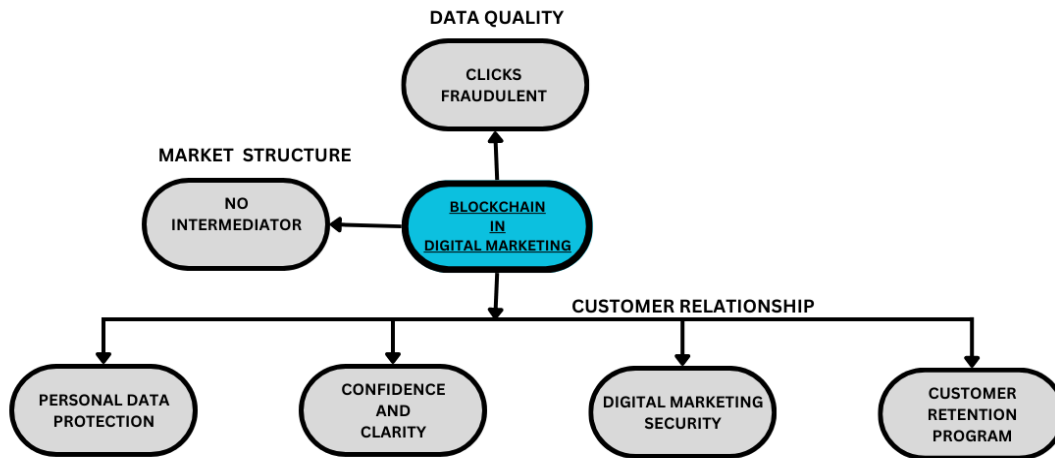 DATA QUALITY
CLICKS
FRAUDULENT
MARKET STRUCTURE
NO
INTERMEDIATOR
BLOCKCHAIN
IN
DIGITAL MARKETING
CUSTOMER RELATIONSHIP
PERSONAL DATA
PROTECTION
CONFIDENCE
AND
CLARITY
DIGITAL MARKETING
SECURITY
CUSTOMER
RETENTION
PROGRAM